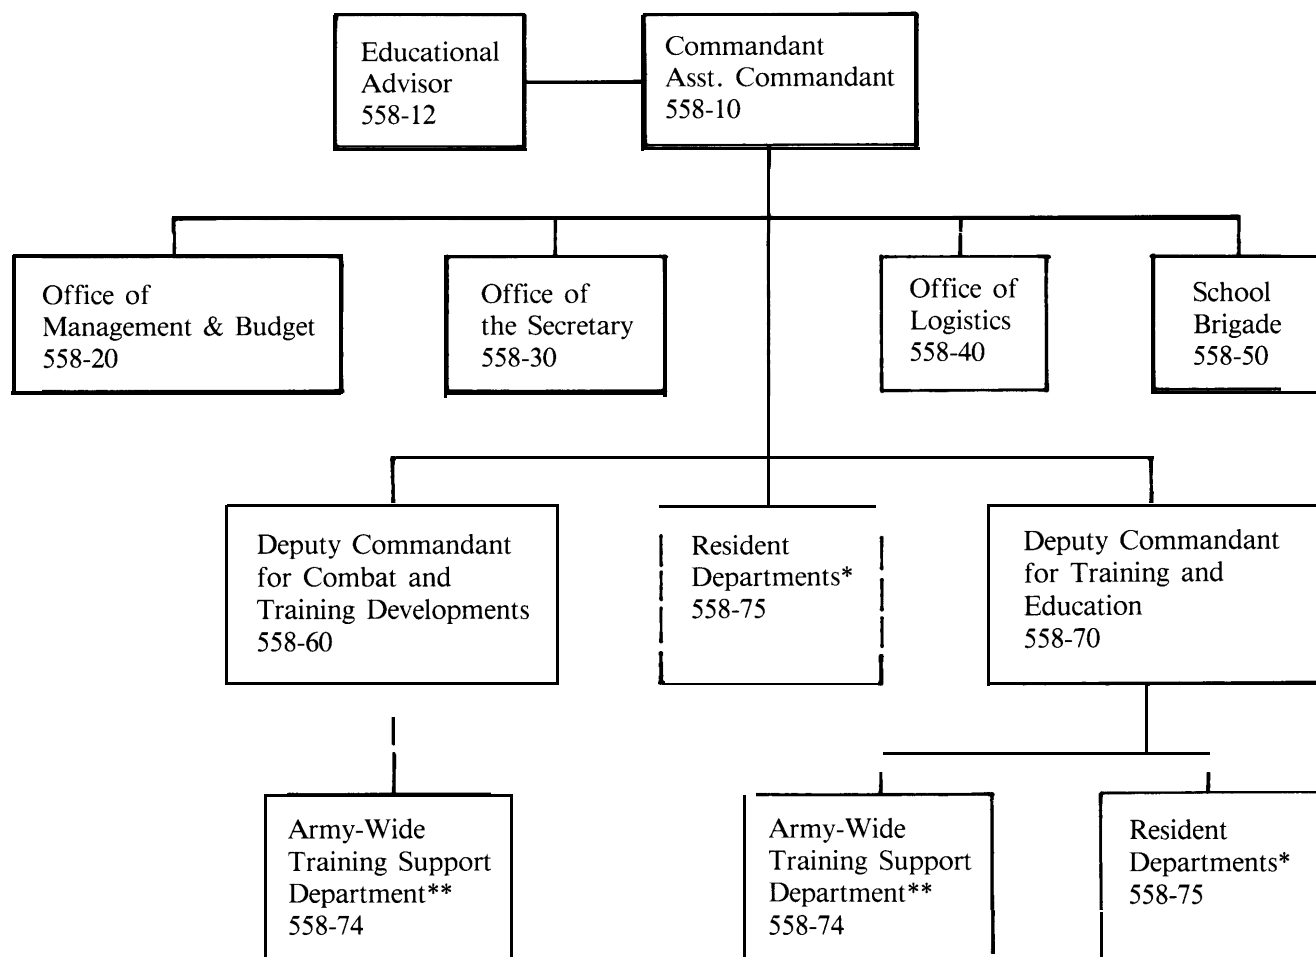 Educational
Advisor
558-12
Commandant
Asst. Commandant
558-10
Office of
Management & Budget
558-20
Office of
the Secretary
558-30
Office of
Logistics
558-40
School
Brigade
558-50
Deputy Commandant
for Combat and
Training Developments
558-60
Resident
Departments*
558-75
Deputy Commandant
for Training and
Education
558-70
Army-Wide
Training Support
Department**
558-74
Army-Wide
Training Support
Department**
558-74
Resident
Departments*
558-75